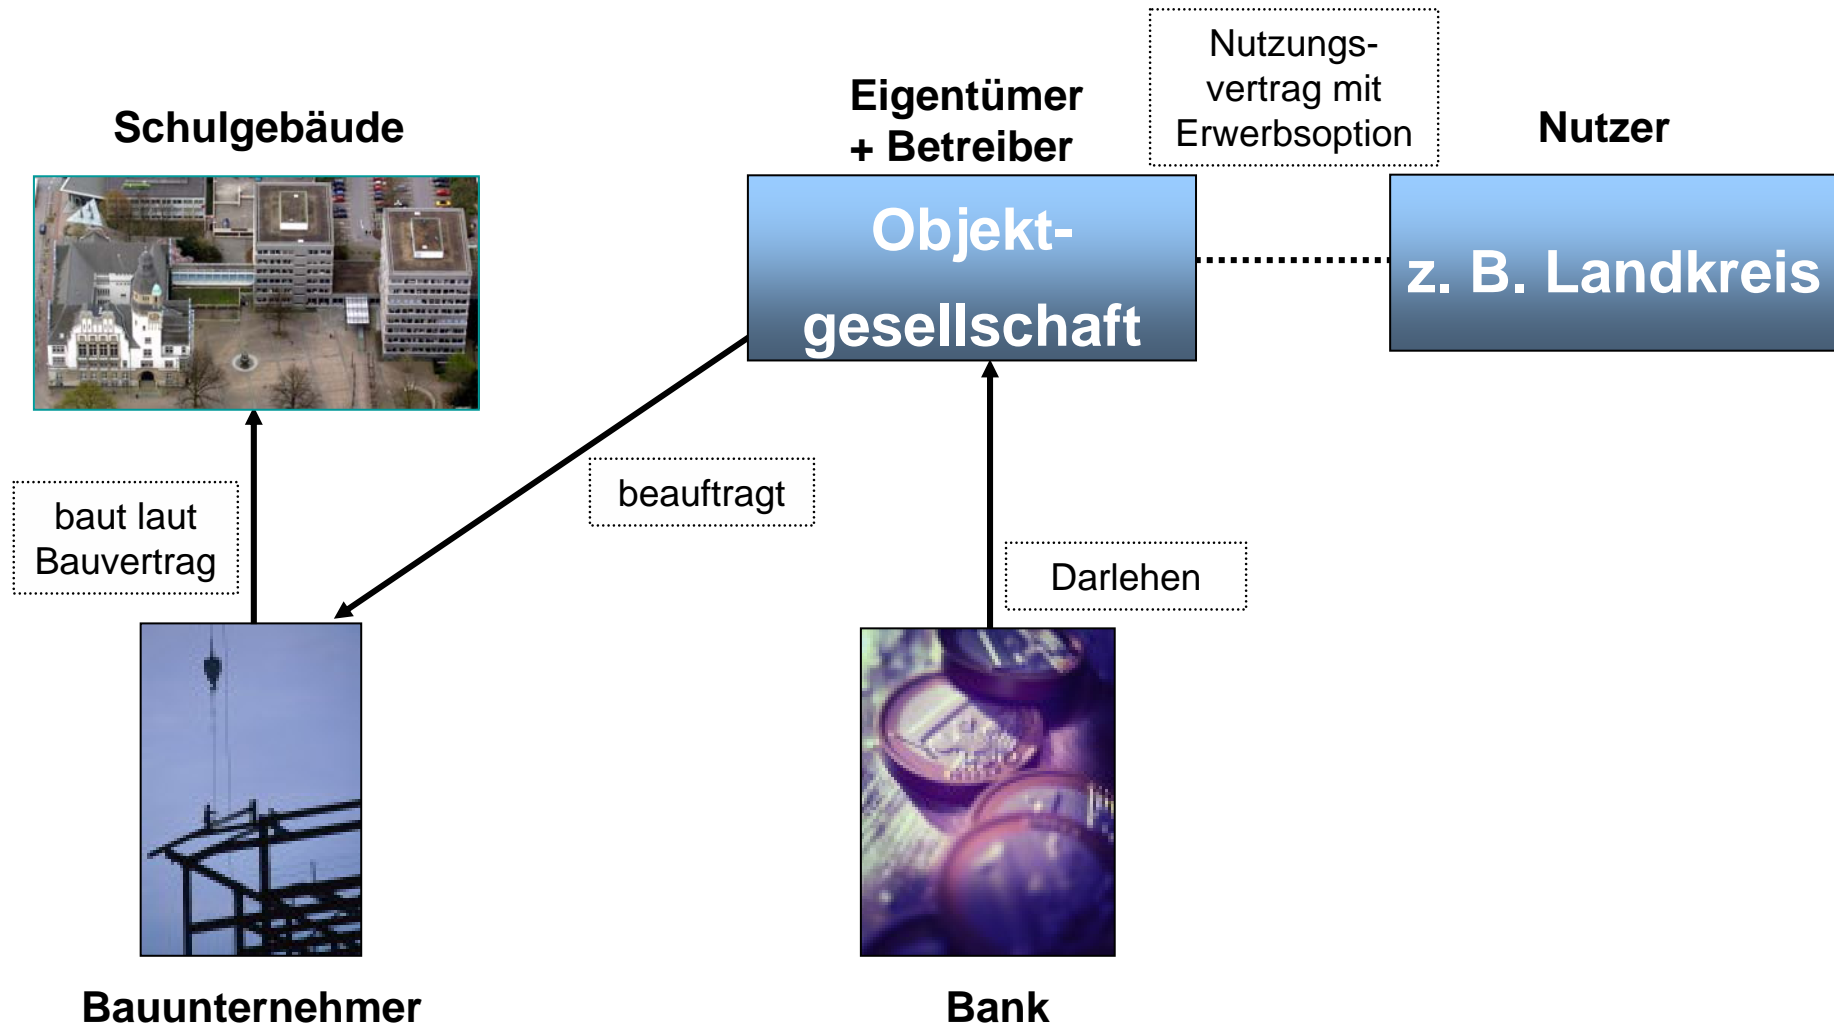 Schulgebäude
Eigentümer
+ Betreiber
Nutzungs-
vertrag mit
Erwerbsoption
Nutzer
Objekt-
gesellschaft
z. B. Landkreis
baut laut
Bauvertrag
beauftragt
Darlehen
Bauunternehmer
Bank